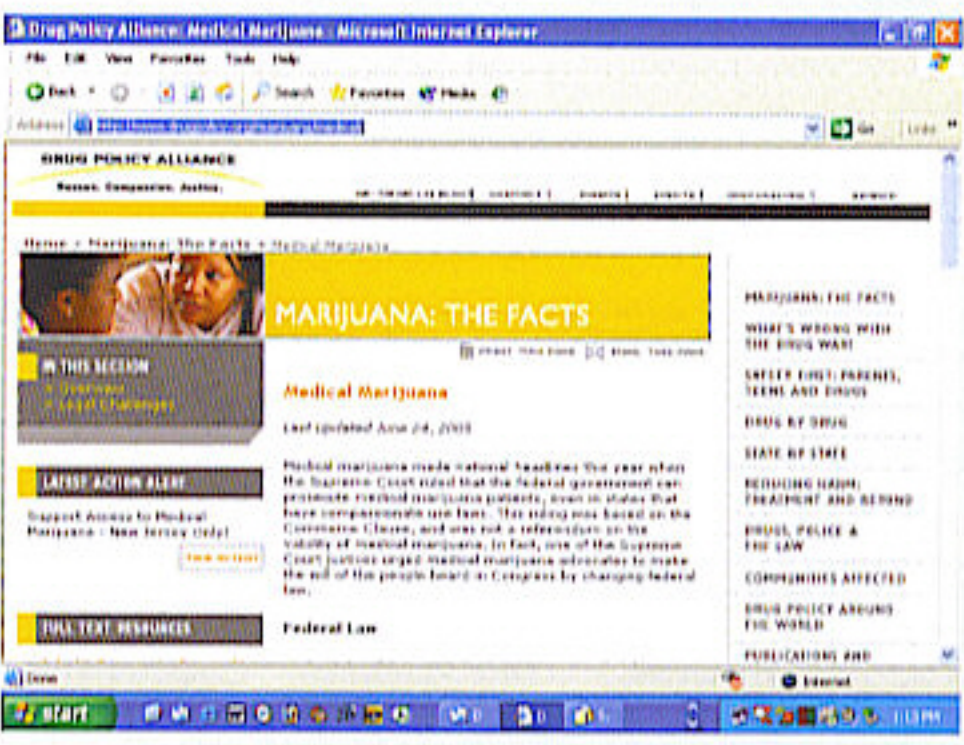 Drug Policy Alliance: Medical Marijuana - Microsoft Internet Explorer
File Edit View Favorites Tools Help
Back Search Favorites Media
Address Go Links
DRUG POLICY ALLIANCE
Reason. Compassion. Justice.
Home > Marijuana: The Facts > Medical Marijuana
MARIJUANA: THE FACTS
IN THIS SECTION
> Overview
> Legal Challenges
LATEST ACTION ALERT
Support Access to Medical
Marijuana - New Jersey Only!
FULL TEXT RESOURCES
Medical Marijuana
Last Updated June 24, 2005
Medical marijuana made national headlines this year when
the Supreme Court ruled that the federal government can
prosecute medical marijuana patients, even in states that
have compassionate use laws. This ruling was based on the
Commerce Clause, and was not a referendum on the
validity of medical marijuana. In fact, one of the Supreme
Court justices urged medical marijuana advocates to make
the will of the people heard in Congress by changing federal
law.
Federal Law
MARIJUANA: THE FACTS
WHAT'S WRONG WITH
THE DRUG WAR?
SAFETY FIRST: PARENTS,
TEENS AND DRUGS
DRUG BY DRUG
STATE BY STATE
REDUCING HARM:
TREATMENT AND BEYOND
DRUGS, POLICE &
THE LAW
COMMUNITIES AFFECTED
DRUG POLICY AROUND
THE WORLD
PUBLICATIONS AND
Done Internet
start